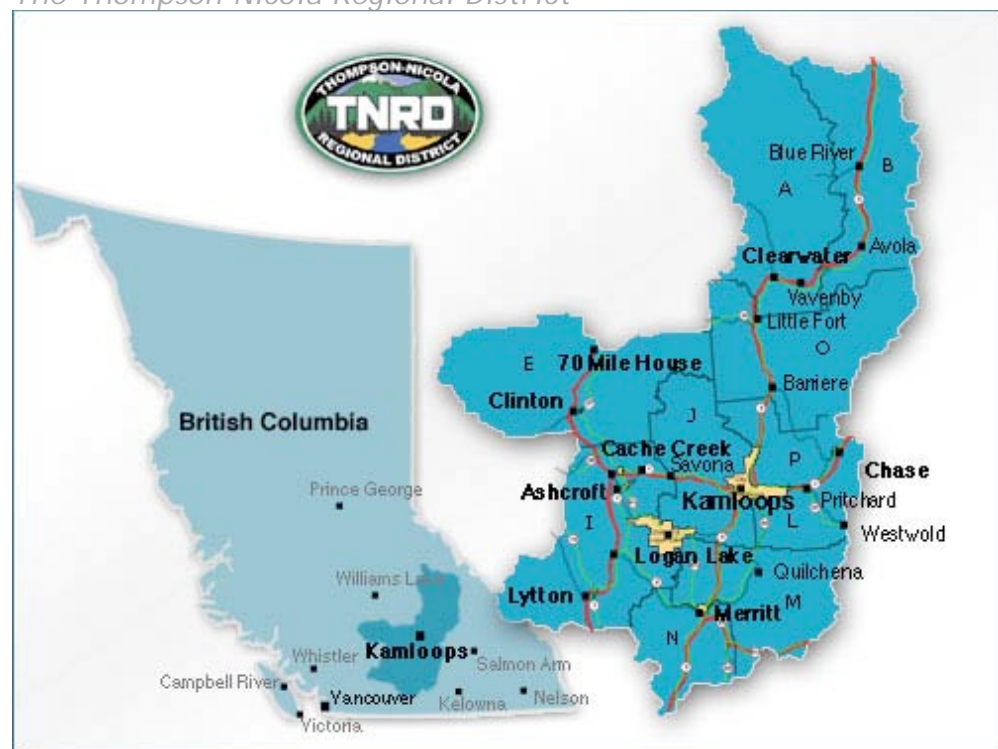 The Thompson-Nicola Regional District
THOMPSON-NICOLA
TNRD
REGIONAL DISTRICT
Blue River
B
A
Clearwater
Avola
Vavenby
Little Fort
O
E
70 Mile House
Barriere
Clinton
J
British Columbia
Cache Creek
Savona
P
Chase
Prince George
Ashcroft
Kamloops
Pritchard
I
L
Westwold
Logan Lake
Williams Lake
Quilchena
Lytton
Merritt
M
N
Kamloops
Whistler
Salmon Arm
Campbell River
Vancouver
Kelowna
Nelson
Victoria